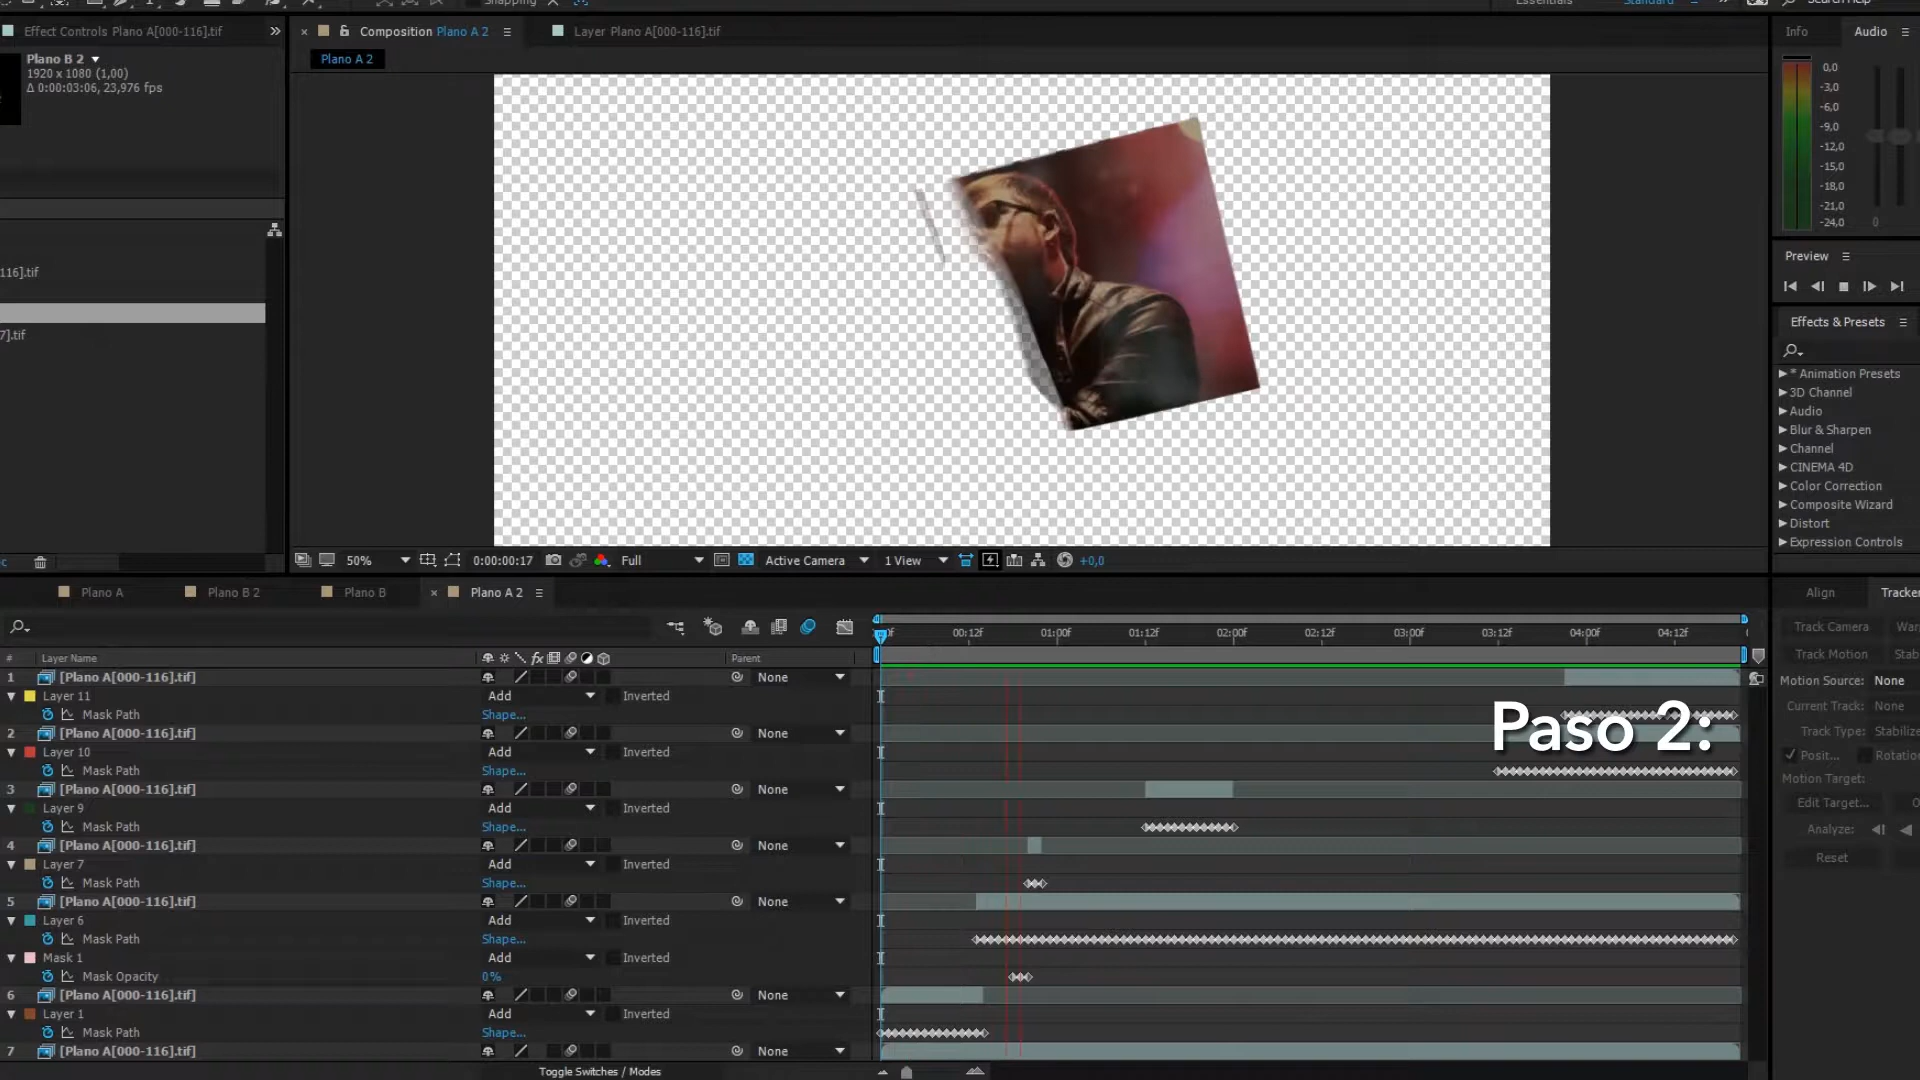 Snapping
Essentials
Standard
Search Help
Effect Controls Plano A[000-116].tif
Composition Plano A 2
Layer Plano A[000-116].tif
Info
Audio
Plano A 2
Plano B 2
1920 x 1080 (1,00)
Δ 0:00:03:06, 23,976 fps
0,0
-3,0
-6,0
-9,0
-12,0
-15,0
-18,0
-21,0
-24,0
0
116].tif
7].tif
Preview
Effects & Presets
* Animation Presets
3D Channel
Audio
Blur & Sharpen
Channel
CINEMA 4D
Color Correction
Composite Wizard
Distort
Expression Controls
50%
0:00:00:17
Full
Active Camera
1 View
+0,0
Plano A
Plano B 2
Plano B
Plano A 2
Align
Tracker
Track Camera
Warp
Track Motion
Stab
Motion Source: None
Current Track: None
Track Type: Stabilize
Posit...
Rotation
Motion Target:
Edit Target...
Analyze:
Reset
00:12f
01:00f
01:12f
02:00f
02:12f
03:00f
03:12f
04:00f
04:12f
# Layer Name
fx
Parent
1 [Plano A[000-116].tif] None
Layer 11 Add Inverted
Mask Path Shape...
2 [Plano A[000-116].tif] None
Layer 10 Add Inverted
Mask Path Shape...
3 [Plano A[000-116].tif] None
Layer 9 Add Inverted
Mask Path Shape...
4 [Plano A[000-116].tif] None
Layer 7 Add Inverted
Mask Path Shape...
5 [Plano A[000-116].tif] None
Layer 6 Add Inverted
Mask Path Shape...
Mask 1 Add Inverted
Mask Opacity 0%
6 [Plano A[000-116].tif] None
Layer 1 Add Inverted
Mask Path Shape...
7 [Plano A[000-116].tif] None
Toggle Switches / Modes
Paso 2: